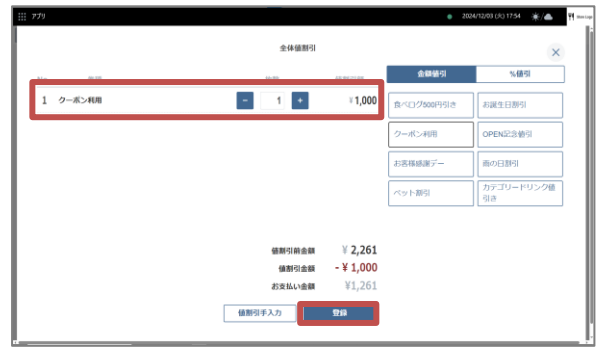 アプリ
2024/12/03 (火) 17:54
全体値割引
×
No
金額値引
%値引
1 クーポン利用 - 1 + ¥1,000
食べログ500円引き
お誕生日割引
クーポン利用
OPEN記念値引
お客様感謝デー
雨の日割引
ペット割引
カテゴリードリンク値
引き
値割引前金額 ¥ 2,261
値割引金額 - ¥ 1,000
お支払い金額 ¥1,261
値割引手入力
登録